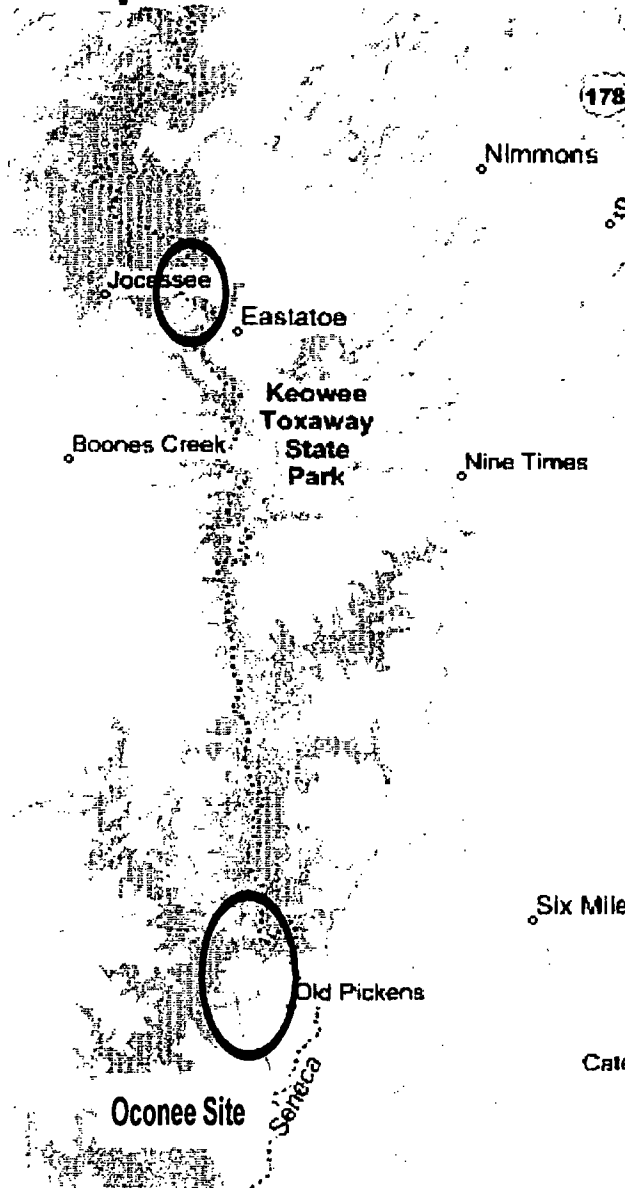 178
Nimmons
Jocassee
Eastatoe
Keowee
Toxaway
State
Park
Boones Creek
Nine Times
Six Mile
Old Pickens
Seneca
Oconee Site